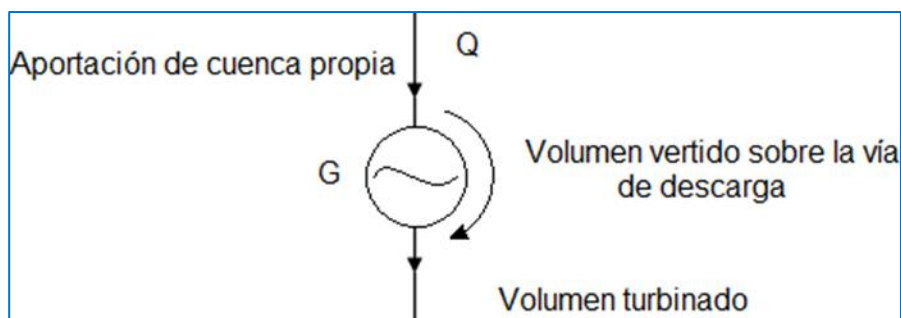 Q
Aportación de cuenca propia
G
Volumen vertido sobre la vía
de descarga
Volumen turbinado